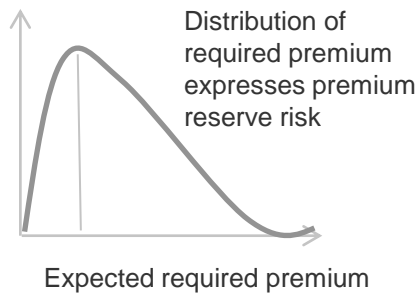 Distribution of
required premium
expresses premium
reserve risk
Expected required premium